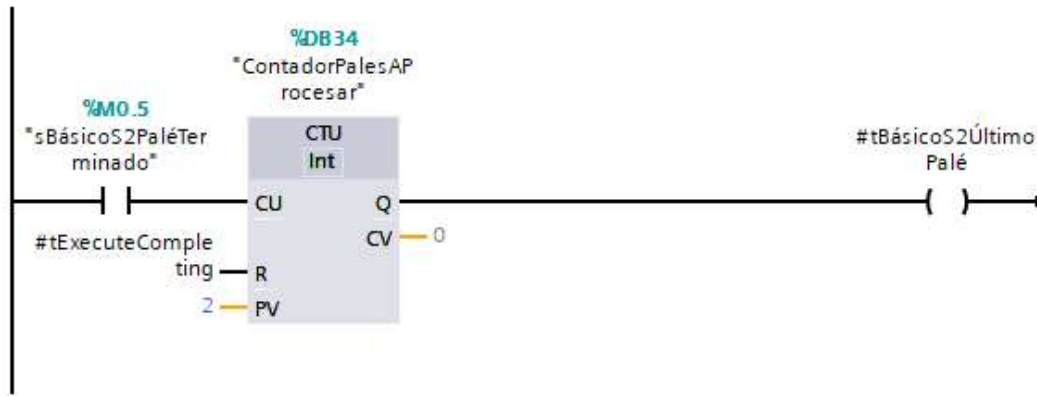 %DB34
"ContadorPalesAP
rocesar"
%M0.5
"sBásicoS2PaléTer
minado"
CTU
Int
#tBásicoS2Último
Palé
CU
Q
CV
0
#tExecuteComple
ting
R
2
PV